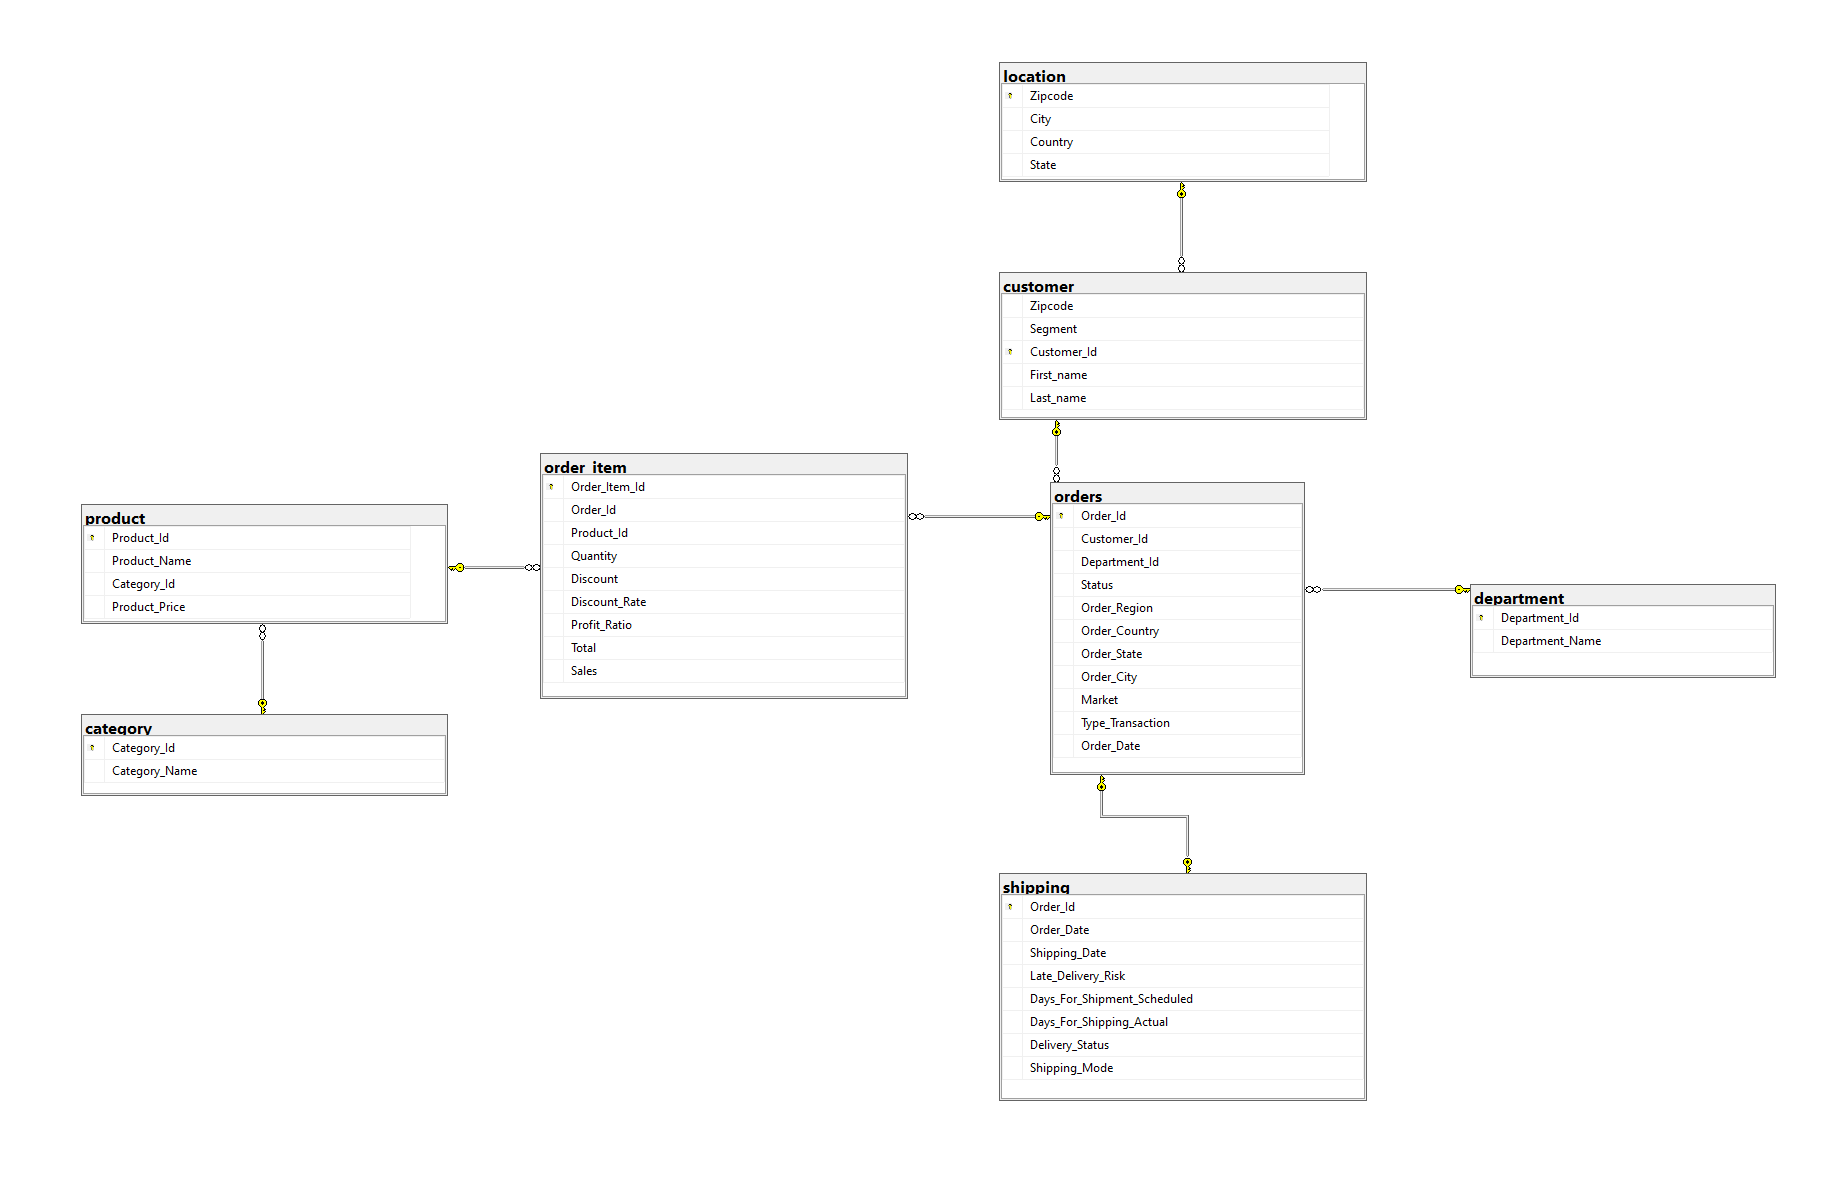 location
Zipcode
City
Country
State
customer
Zipcode
Segment
Customer_Id
First_name
Last_name
order_item
Order_Item_Id
Order_Id
Product_Id
Quantity
Discount
Discount_Rate
Profit_Ratio
Total
Sales
orders
Order_Id
Customer_Id
Department_Id
Status
Order_Region
Order_Country
Order_State
Order_City
Market
Type_Transaction
Order_Date
product
Product_Id
Product_Name
Category_Id
Product_Price
department
Department_Id
Department_Name
category
Category_Id
Category_Name
shipping
Order_Id
Order_Date
Shipping_Date
Late_Delivery_Risk
Days_For_Shipment_Scheduled
Days_For_Shipping_Actual
Delivery_Status
Shipping_Mode